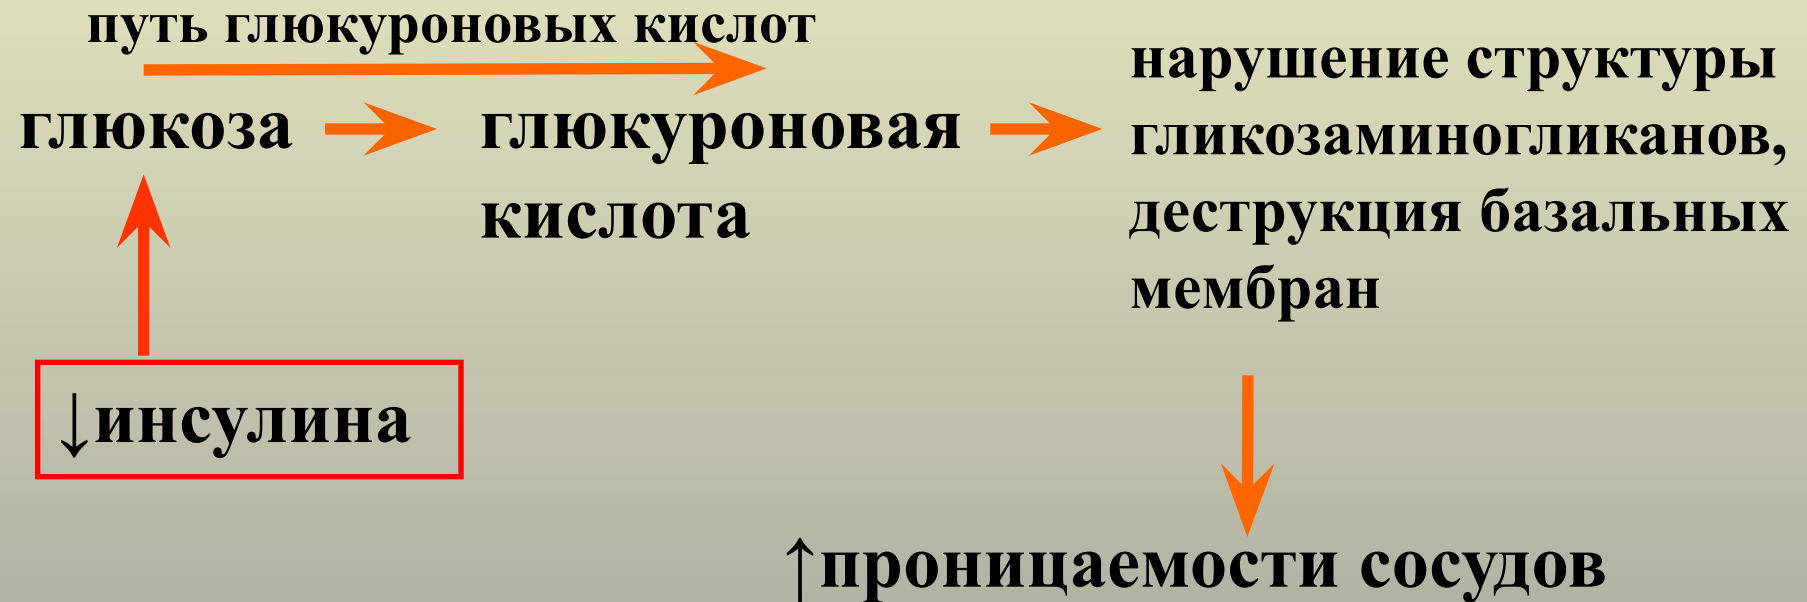 путь глюкуроновых кислот
глюкоза
глюкуроновая
кислота
нарушение структуры
гликозаминогликанов,
деструкция базальных
мембран
↓инсулина
↑проницаемости сосудов